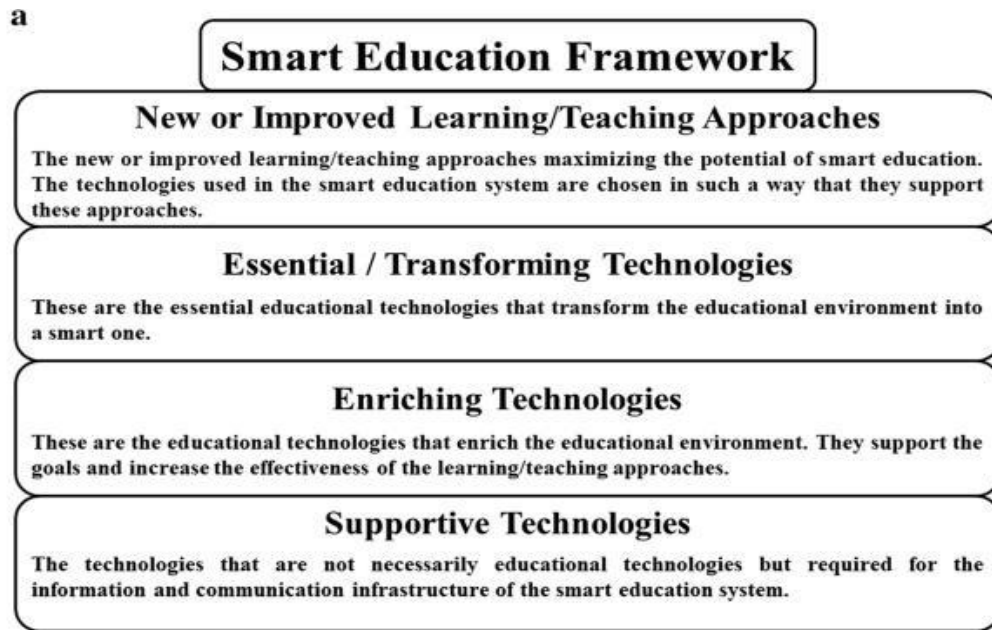 a
Smart Education Framework
New or Improved Learning/Teaching Approaches
The new or improved learning/teaching approaches maximizing the potential of smart education.
The technologies used in the smart education system are chosen in such a way that they support
these approaches.
Essential / Transforming Technologies
These are the essential educational technologies that transform the educational environment into
a smart one.
Enriching Technologies
These are the educational technologies that enrich the educational environment. They support the
goals and increase the effectiveness of the learning/teaching approaches.
Supportive Technologies
The technologies that are not necessarily educational technologies but required for the
information and communication infrastructure of the smart education system.